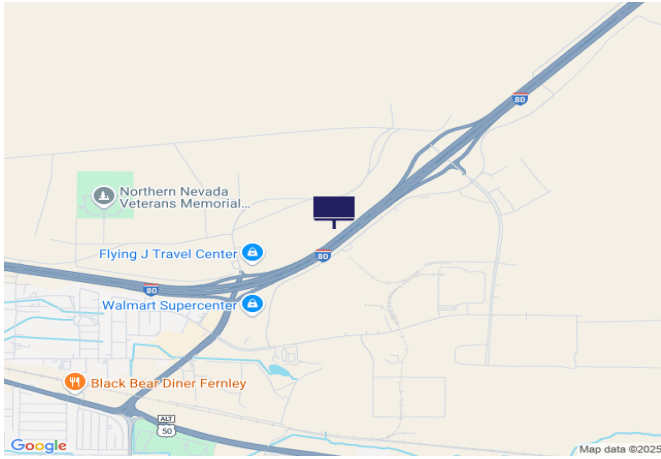 80
Northern Nevada
Veterans Memorial...
Flying J Travel Center
80
80
Walmart Supercenter
Black Bear Diner Fernley
ALT
50
Google
Map data ©2025